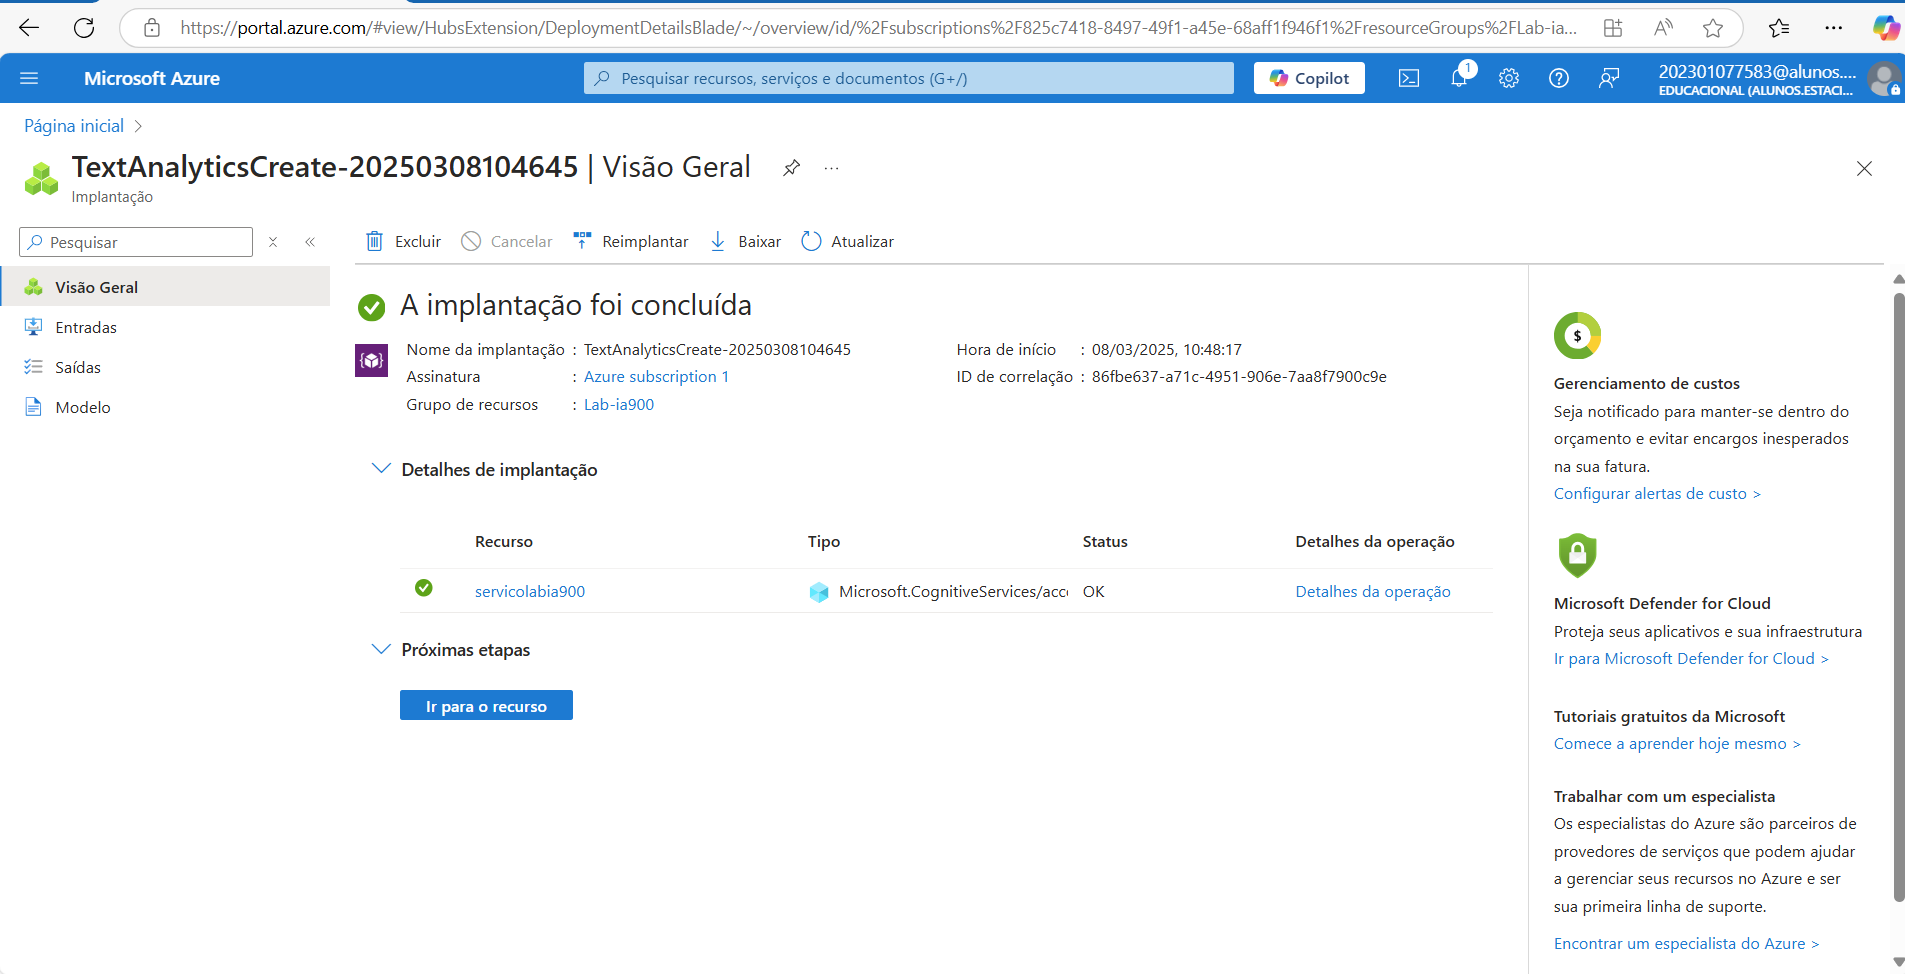 https://portal.azure.com/#view/HubsExtension/DeploymentDetailsBlade/~/overview/id/%2Fsubscriptions%2F825c7418-8497-49f1-a45e-68aff1f946f1%2FresourceGroups%2FLab-ia...
Microsoft Azure
Pesquisar recursos, serviços e documentos (G+/)
Copilot
1
202301077583@alunos....
EDUCACIONAL (ALUNOS.ESTACI...
Página inicial
TextAnalyticsCreate-20250308104645 | Visão Geral
Implantação
Pesquisar
Excluir
Cancelar
Reimplantar
Baixar
Atualizar
Visão Geral
Entradas
Saídas
Modelo
A implantação foi concluída
Nome da implantação : TextAnalyticsCreate-20250308104645
Assinatura : Azure subscription 1
Grupo de recursos : Lab-ia900
Hora de início : 08/03/2025, 10:48:17
ID de correlação : 86fbe637-a71c-4951-906e-7aa8f7900c9e
Detalhes de implantação
Recurso Tipo Status Detalhes da operação
servicolabia900 Microsoft.CognitiveServices/acc OK Detalhes da operação
Próximas etapas
Ir para o recurso
$
Gerenciamento de custos
Seja notificado para manter-se dentro do
orçamento e evitar encargos inesperados
na sua fatura.
Configurar alertas de custo >
Microsoft Defender for Cloud
Proteja seus aplicativos e sua infraestrutura
Ir para Microsoft Defender for Cloud >
Tutoriais gratuitos da Microsoft
Comece a aprender hoje mesmo >
Trabalhar com um especialista
Os especialistas do Azure são parceiros de
provedores de serviços que podem ajudar
a gerenciar seus recursos no Azure e ser
sua primeira linha de suporte.
Encontrar um especialista do Azure >